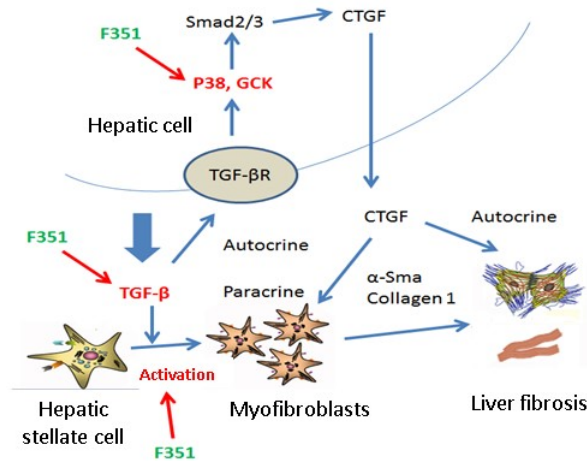 Smad2/3
CTGF
F351
P38, GCK
Hepatic cell
TGF-βR
CTGF
Autocrine
F351
Autocrine
TGF-β
Paracrine
α-Sma
Collagen 1
Activation
Hepatic
stellate cell
Myofibroblasts
Liver fibrosis
F351